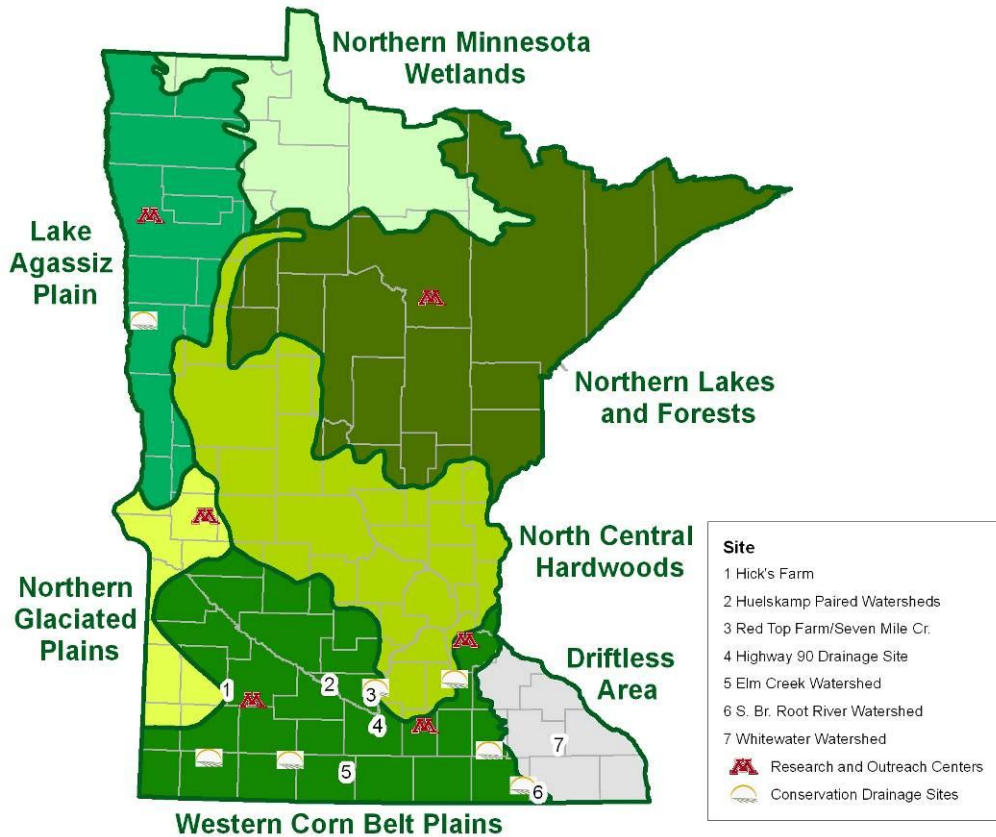 Northern Minnesota
Wetlands
Lake
Agassiz
Plain
Northern Lakes
and Forests
North Central
Hardwoods
Northern
Glaciated
Plains
Driftless
Area
1
2
3
4
5
6
7
Western Corn Belt Plains
Site
1 Hick's Farm
2 Huelskamp Paired Watersheds
3 Red Top Farm/Seven Mile Cr.
4 Highway 90 Drainage Site
5 Elm Creek Watershed
6 S. Br. Root River Watershed
7 Whitewater Watershed
Research and Outreach Centers
Conservation Drainage Sites